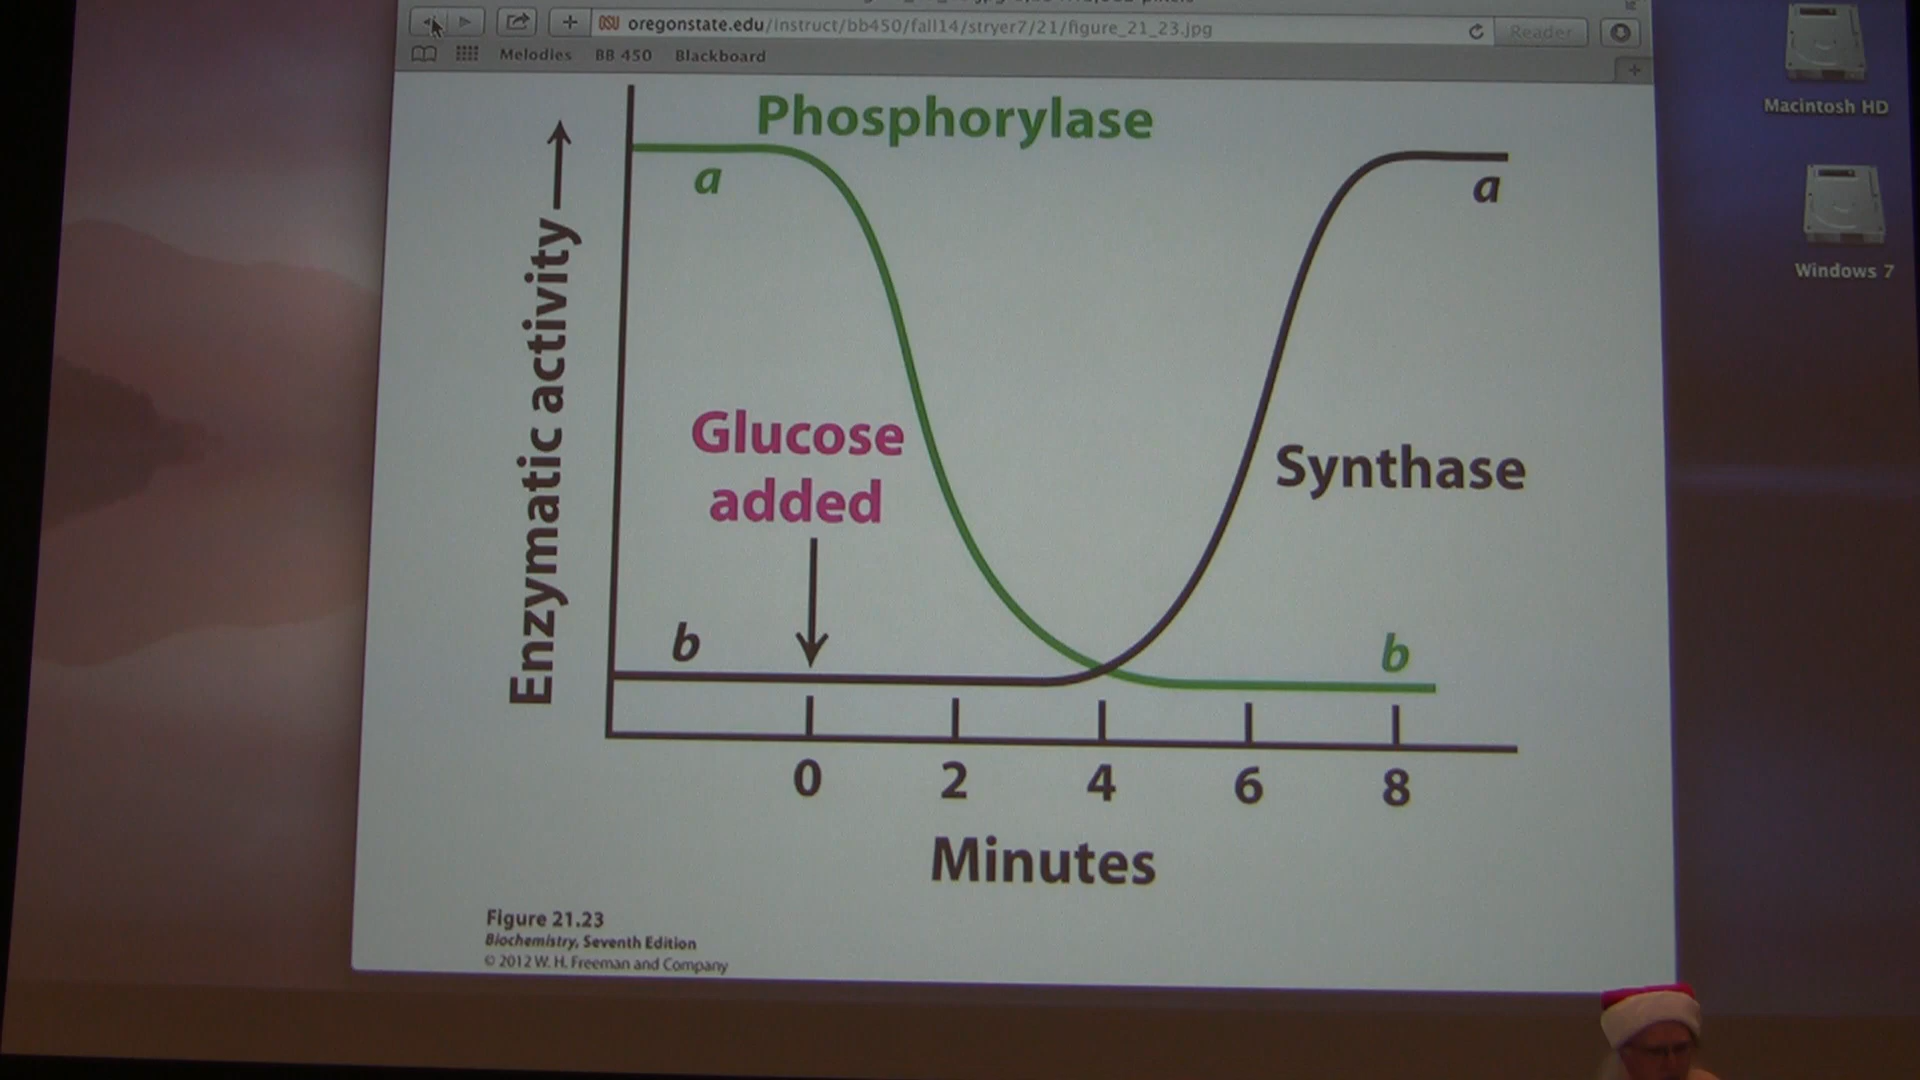 oregonstate.edu/instruct/bb450/fall14/stryer7/21/figure_21_23.jpg
Reader
Melodies BB 450 Blackboard
Macintosh HD
Windows 7
Phosphorylase
a
a
Enzymatic activity
Glucose
added
Synthase
b
b
0 2 4 6 8
Minutes
Figure 21.23
Biochemistry, Seventh Edition
© 2012 W. H. Freeman and Company